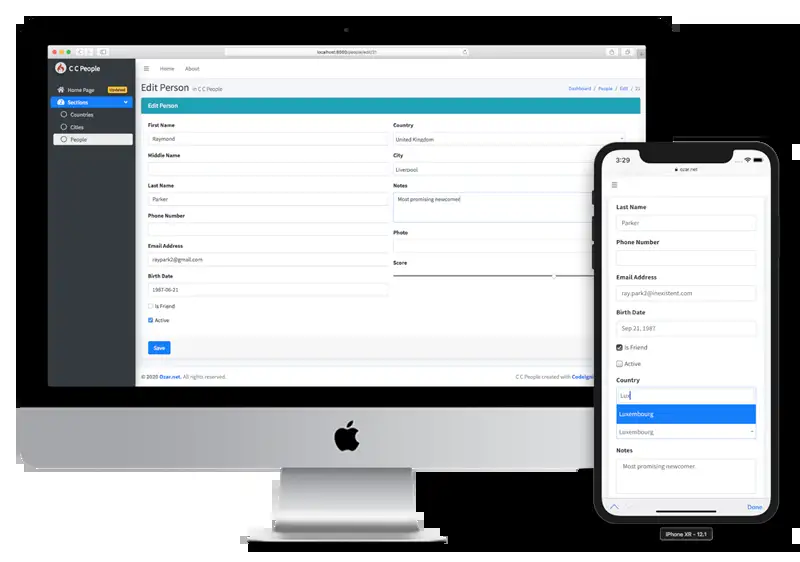 localhost:8080/people/edit/21
C C People
Home
About
Home Page
Sections
Countries
Cities
People
Edit Person in C C People
Dashboard / People / Edit / 21
Edit Person
First Name
Raymond
Middle Name
Last Name
Parker
Phone Number
Email Address
raypark2@gmail.com
Birth Date
1987-06-21
Is Friend
Active
Save
Country
United Kingdom
City
Liverpool
Notes
Most promising newcomer
Photo
Score
© 2020 Ozar.net. All rights reserved.
C C People created with CodeIgni
3:29
ozar.net
Last Name
Parker
Phone Number
Email Address
ray.park2@inexistent.com
Birth Date
Sep 21, 1987
Is Friend
Active
Country
Lux
Luxembourg
Luxembourg
Notes
Most promising newcomer
Done
iPhone XR - 12.1